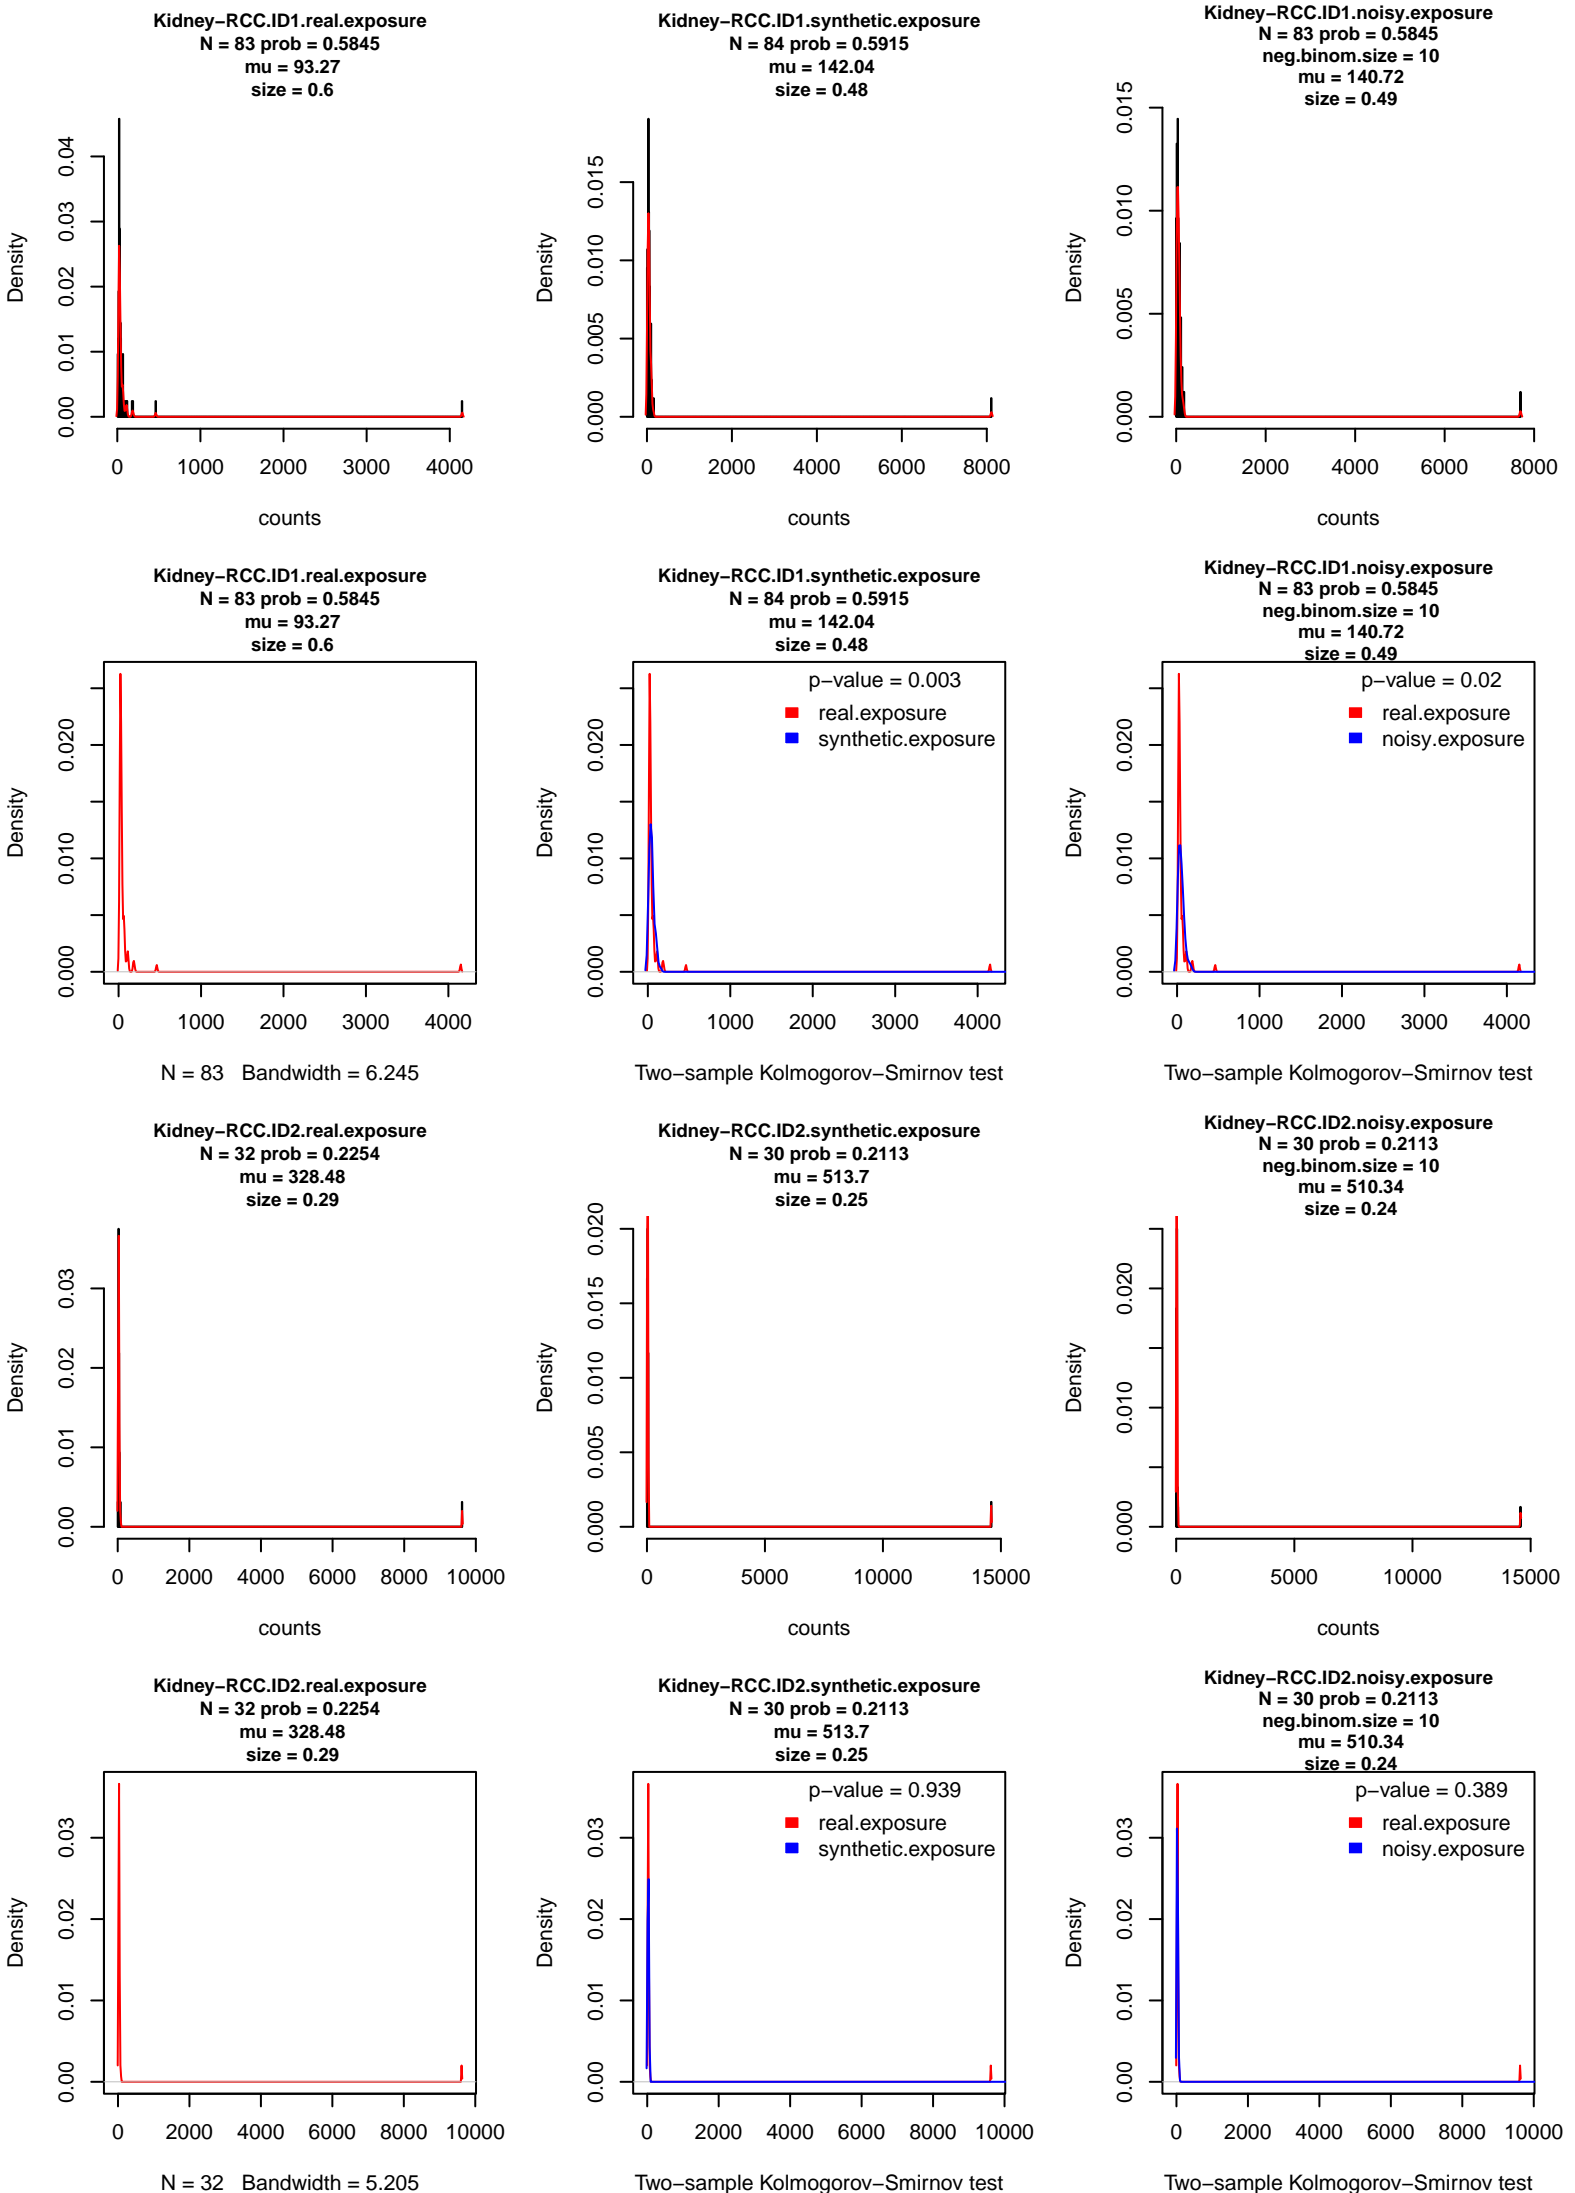 Kidney−RCC.ID1.real.exposure
N = 83 prob = 0.5845
mu = 93.27
size = 0.6
Density
0.00 0.01 0.02 0.03 0.04
0 1000 2000 3000 4000
counts
Kidney−RCC.ID1.synthetic.exposure
N = 84 prob = 0.5915
mu = 142.04
size = 0.48
Density
0.000 0.005 0.010 0.015
0 2000 4000 6000 8000
counts
Kidney−RCC.ID1.noisy.exposure
N = 83 prob = 0.5845
neg.binom.size = 10
mu = 140.72
size = 0.49
Density
0.000 0.005 0.010 0.015
0 2000 4000 6000 8000
counts
Kidney−RCC.ID1.real.exposure
N = 83 prob = 0.5845
mu = 93.27
size = 0.6
Density
0.000 0.010 0.020
0 1000 2000 3000 4000
N = 83 Bandwidth = 6.245
Kidney−RCC.ID1.synthetic.exposure
N = 84 prob = 0.5915
mu = 142.04
size = 0.48
p−value = 0.003
real.exposure
synthetic.exposure
Density
0.000 0.010 0.020
0 1000 2000 3000 4000
Two−sample Kolmogorov−Smirnov test
Kidney−RCC.ID1.noisy.exposure
N = 83 prob = 0.5845
neg.binom.size = 10
mu = 140.72
size = 0.49
p−value = 0.02
real.exposure
noisy.exposure
Density
0.000 0.010 0.020
0 1000 2000 3000 4000
Two−sample Kolmogorov−Smirnov test
Kidney−RCC.ID2.real.exposure
N = 32 prob = 0.2254
mu = 328.48
size = 0.29
Density
0.00 0.01 0.02 0.03
0 2000 4000 6000 8000 10000
counts
Kidney−RCC.ID2.synthetic.exposure
N = 30 prob = 0.2113
mu = 513.7
size = 0.25
Density
0.000 0.005 0.010 0.015 0.020
0 5000 10000 15000
counts
Kidney−RCC.ID2.noisy.exposure
N = 30 prob = 0.2113
neg.binom.size = 10
mu = 510.34
size = 0.24
Density
0.000 0.010 0.020
0 5000 10000 15000
counts
Kidney−RCC.ID2.real.exposure
N = 32 prob = 0.2254
mu = 328.48
size = 0.29
Density
0.00 0.01 0.02 0.03
0 2000 4000 6000 8000 10000
N = 32 Bandwidth = 5.205
Kidney−RCC.ID2.synthetic.exposure
N = 30 prob = 0.2113
mu = 513.7
size = 0.25
p−value = 0.939
real.exposure
synthetic.exposure
Density
0.00 0.01 0.02 0.03
0 2000 4000 6000 8000 10000
Two−sample Kolmogorov−Smirnov test
Kidney−RCC.ID2.noisy.exposure
N = 30 prob = 0.2113
neg.binom.size = 10
mu = 510.34
size = 0.24
p−value = 0.389
real.exposure
noisy.exposure
Density
0.00 0.01 0.02 0.03
0 2000 4000 6000 8000 10000
Two−sample Kolmogorov−Smirnov test